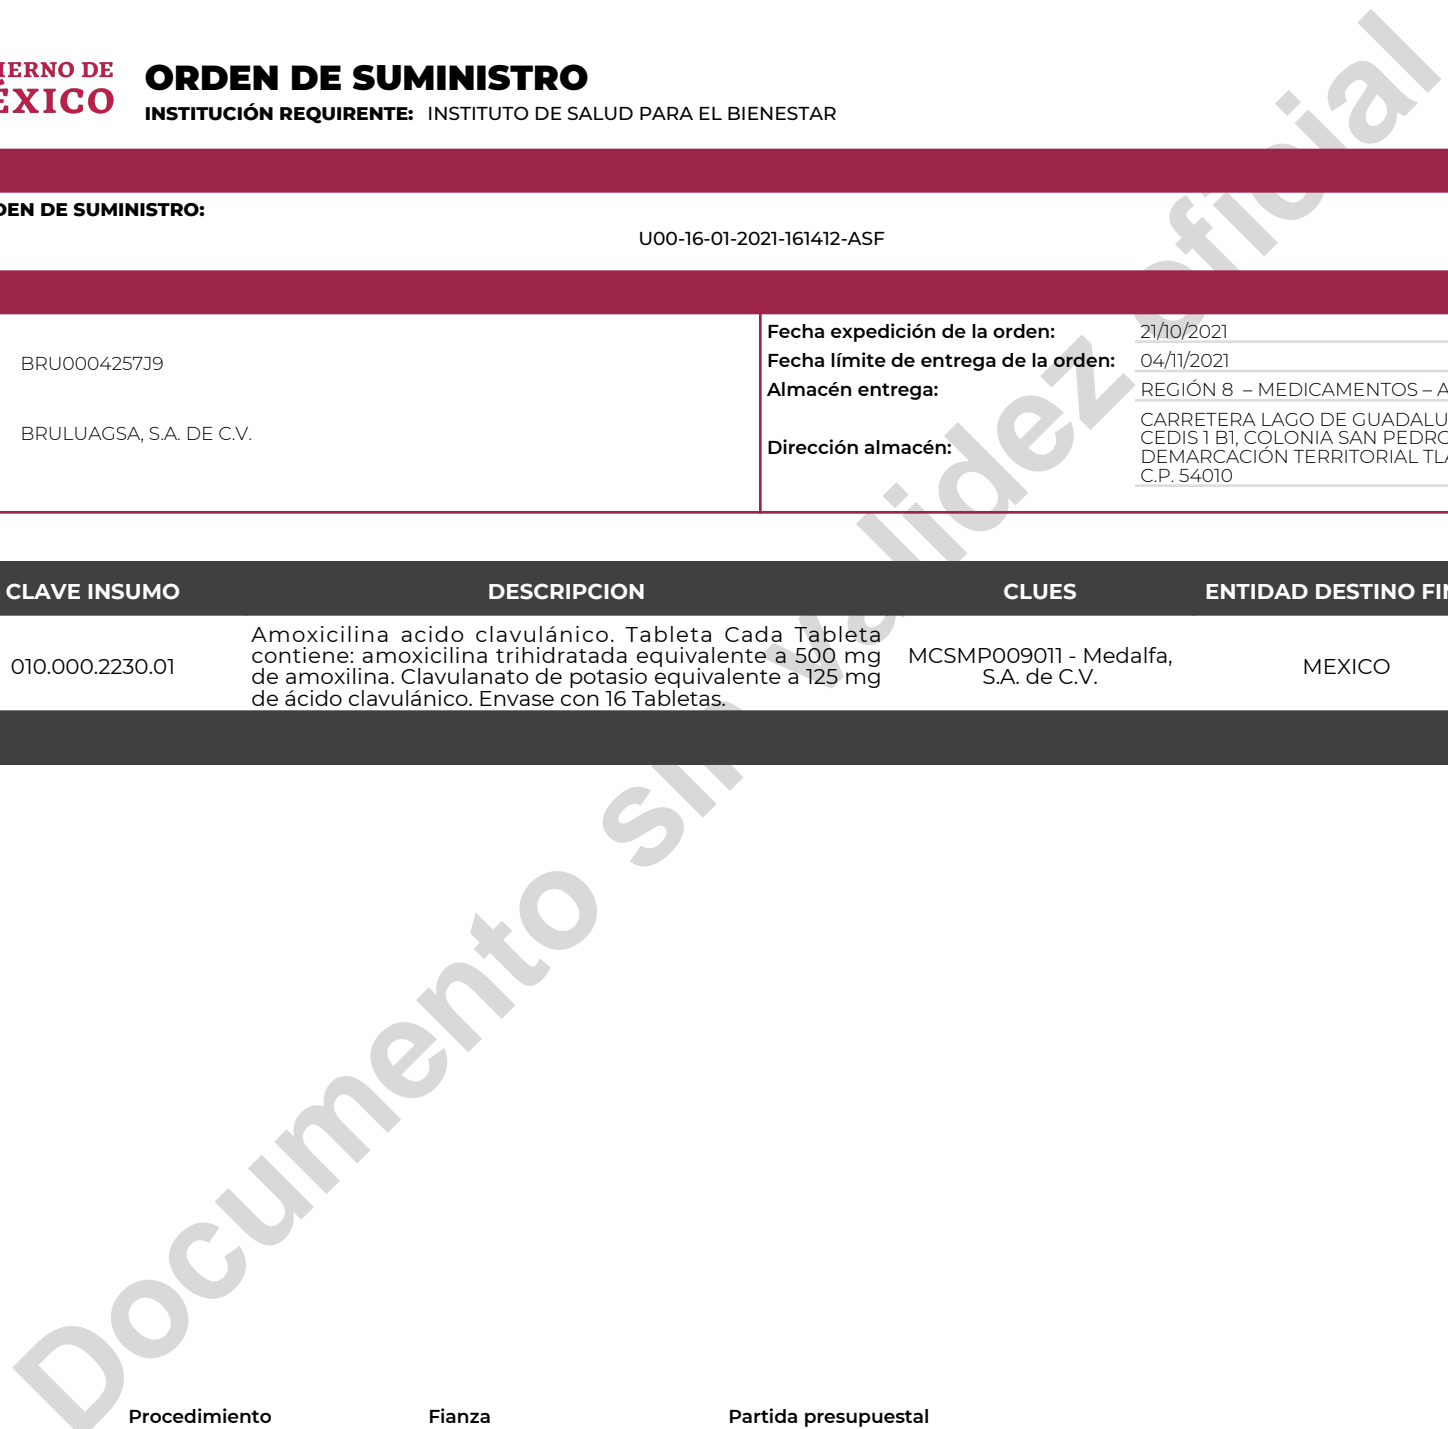 IERNO DE
ÉXICO
ORDEN DE SUMINISTRO
INSTITUCIÓN REQUIRENTE: INSTITUTO DE SALUD PARA EL BIENESTAR
DEN DE SUMINISTRO:
U00-16-01-2021-161412-ASF
BRU0004257J9
BRULUAGSA, S.A. DE C.V.
Fecha expedición de la orden: 21/10/2021
Fecha límite de entrega de la orden: 04/11/2021
Almacén entrega: REGIÓN 8 – MEDICAMENTOS – A
Dirección almacén:
CARRETERA LAGO DE GUADALU
CEDIS 1 B1, COLONIA SAN PEDRO
DEMARCACIÓN TERRITORIAL TLA
C.P. 54010
CLAVE INSUMO DESCRIPCION CLUES ENTIDAD DESTINO FIN
010.000.2230.01
Amoxicilina acido clavulánico. Tableta Cada Tableta
contiene: amoxicilina trihidratada equivalente a 500 mg
de amoxilina. Clavulanato de potasio equivalente a 125 mg
de ácido clavulánico. Envase con 16 Tabletas.
MCSMP009011 - Medalfa,
S.A. de C.V.
MEXICO
Procedimiento Fianza Partida presupuestal
Documento sin validez oficial